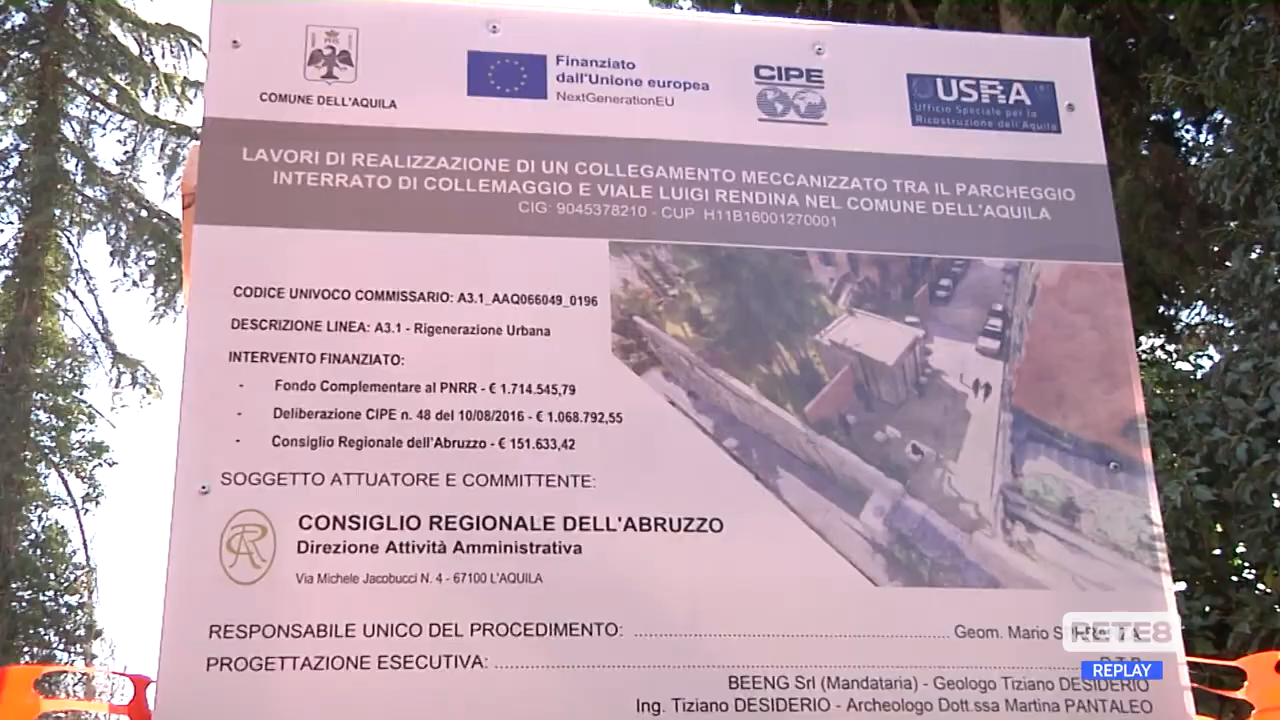 COMUNE DELL'AQUILA
Finanziato
dall'Unione europea
NextGenerationEU
CIPE
USRA
Ufficio Speciale per la
Ricostruzione dell'Aquila
LAVORI DI REALIZZAZIONE DI UN COLLEGAMENTO MECCANIZZATO TRA IL PARCHEGGIO
INTERRATO DI COLLEMAGGIO E VIALE LUIGI RENDINA NEL COMUNE DELL'AQUILA
CIG: 9045378210 - CUP H11B16001270001
CODICE UNIVOCO COMMISSARIO: A3.1_AAQ066049_0196
DESCRIZIONE LINEA: A3.1 - Rigenerazione Urbana
INTERVENTO FINANZIATO:
- Fondo Complementare al PNRR - € 1.714.545,79
- Deliberazione CIPE n. 48 del 10/08/2016 - € 1.068.792,55
- Consiglio Regionale dell'Abruzzo - € 151.633,42
SOGGETTO ATTUATORE E COMMITTENTE:
CONSIGLIO REGIONALE DELL'ABRUZZO
Direzione Attività Amministrativa
Via Michele Jacobucci N. 4 - 67100 L'AQUILA
RESPONSABILE UNICO DEL PROCEDIMENTO: Geom. Mario
PROGETTAZIONE ESECUTIVA:
BEENG Srl (Mandataria) - Geologo Tiziano DESIDERIO
Ing. Tiziano DESIDERIO - Archeologo Dott.ssa Martina PANTALEO
RETE8
REPLAY